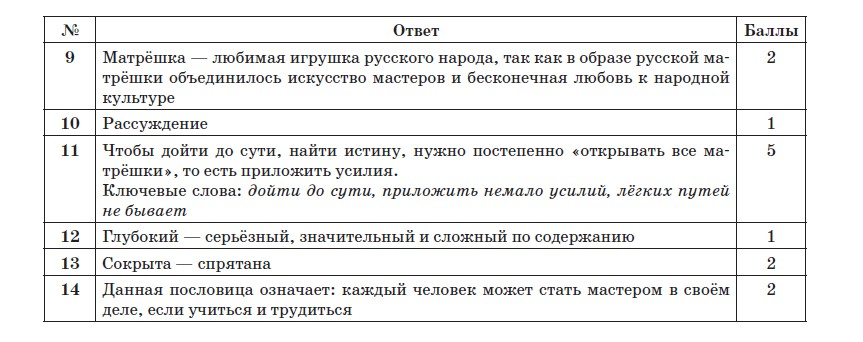 № Ответ Баллы
9 Матрёшка — любимая игрушка русского народа, так как в образе русской ма- 2
трёшки объединилось искусство мастеров и бесконечная любовь к народной
культуре
10 Рассуждение 1
11 Чтобы дойти до сути, найти истину, нужно постепенно «открывать все ма- 5
трёшки», то есть приложить усилия.
Ключевые слова: дойти до сути, приложить немало усилий, лёгких путей
не бывает
12 Глубокий — серьёзный, значительный и сложный по содержанию 1
13 Сокрыта — спрятана 2
14 Данная пословица означает: каждый человек может стать мастером в своём 2
деле, если учиться и трудиться